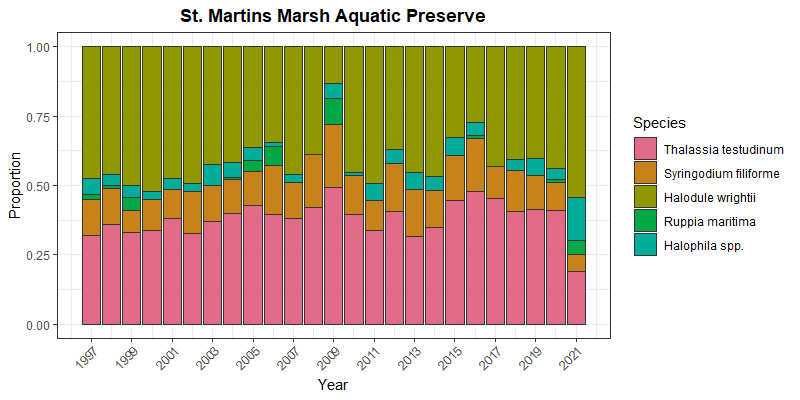 St. Martins Marsh Aquatic Preserve
Proportion
1.00
0.75
0.50
0.25
0.00
1997
1999
2001
2003
2005
2007
2009
2011
2013
2015
2017
2019
2021
Year
Species
Thalassia testudinum
Syringodium filiforme
Halodule wrightii
Ruppia maritima
Halophila spp.